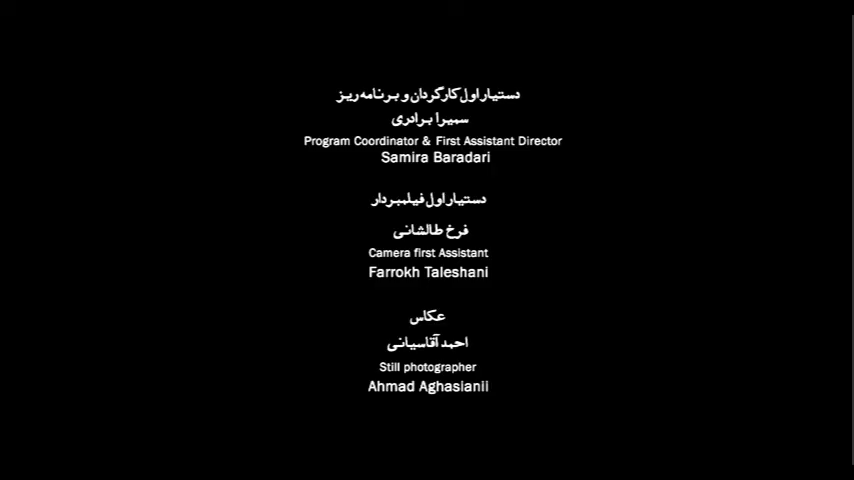 دستیار اول کارگردان و برنامه ریز
سمیرا برادری
Program Coordinator & First Assistant Director
Samira Baradari
دستیار اول فیلمبردار
فرخ طالشانی
Camera first Assistant
Farrokh Taleshani
عکاس
احمد آقاسیانی
Still photographer
Ahmad Aghasianii